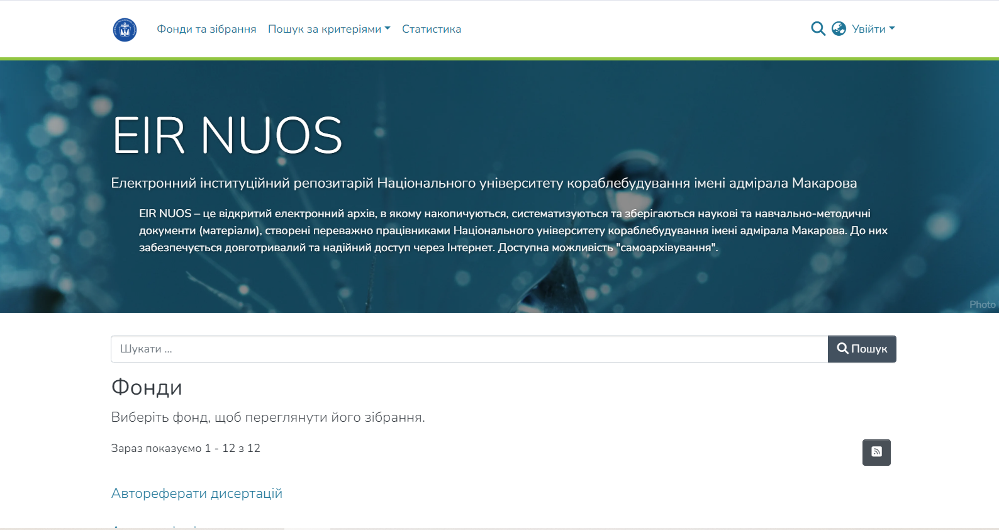 Фонди та зібрання Пошук за критеріями Статистика Увійти
EIR NUOS
Електронний інституційний репозитарій Національного університету кораблебудування імені адмірала Макарова
EIR NUOS – це відкритий електронний архів, в якому накопичуються, систематизуються та зберігаються наукові та навчально-методичні
документи (матеріали), створені переважно працівниками Національного університету кораблебудування імені адмірала Макарова. До них
забезпечується довготривалий та надійний доступ через Інтернет. Доступна можливість "самоархівування".
Photo
Шукати ... Пошук
Фонди
Виберіть фонд, щоб переглянути його зібрання.
Зараз показуємо 1 - 12 з 12
Автореферати дисертацій